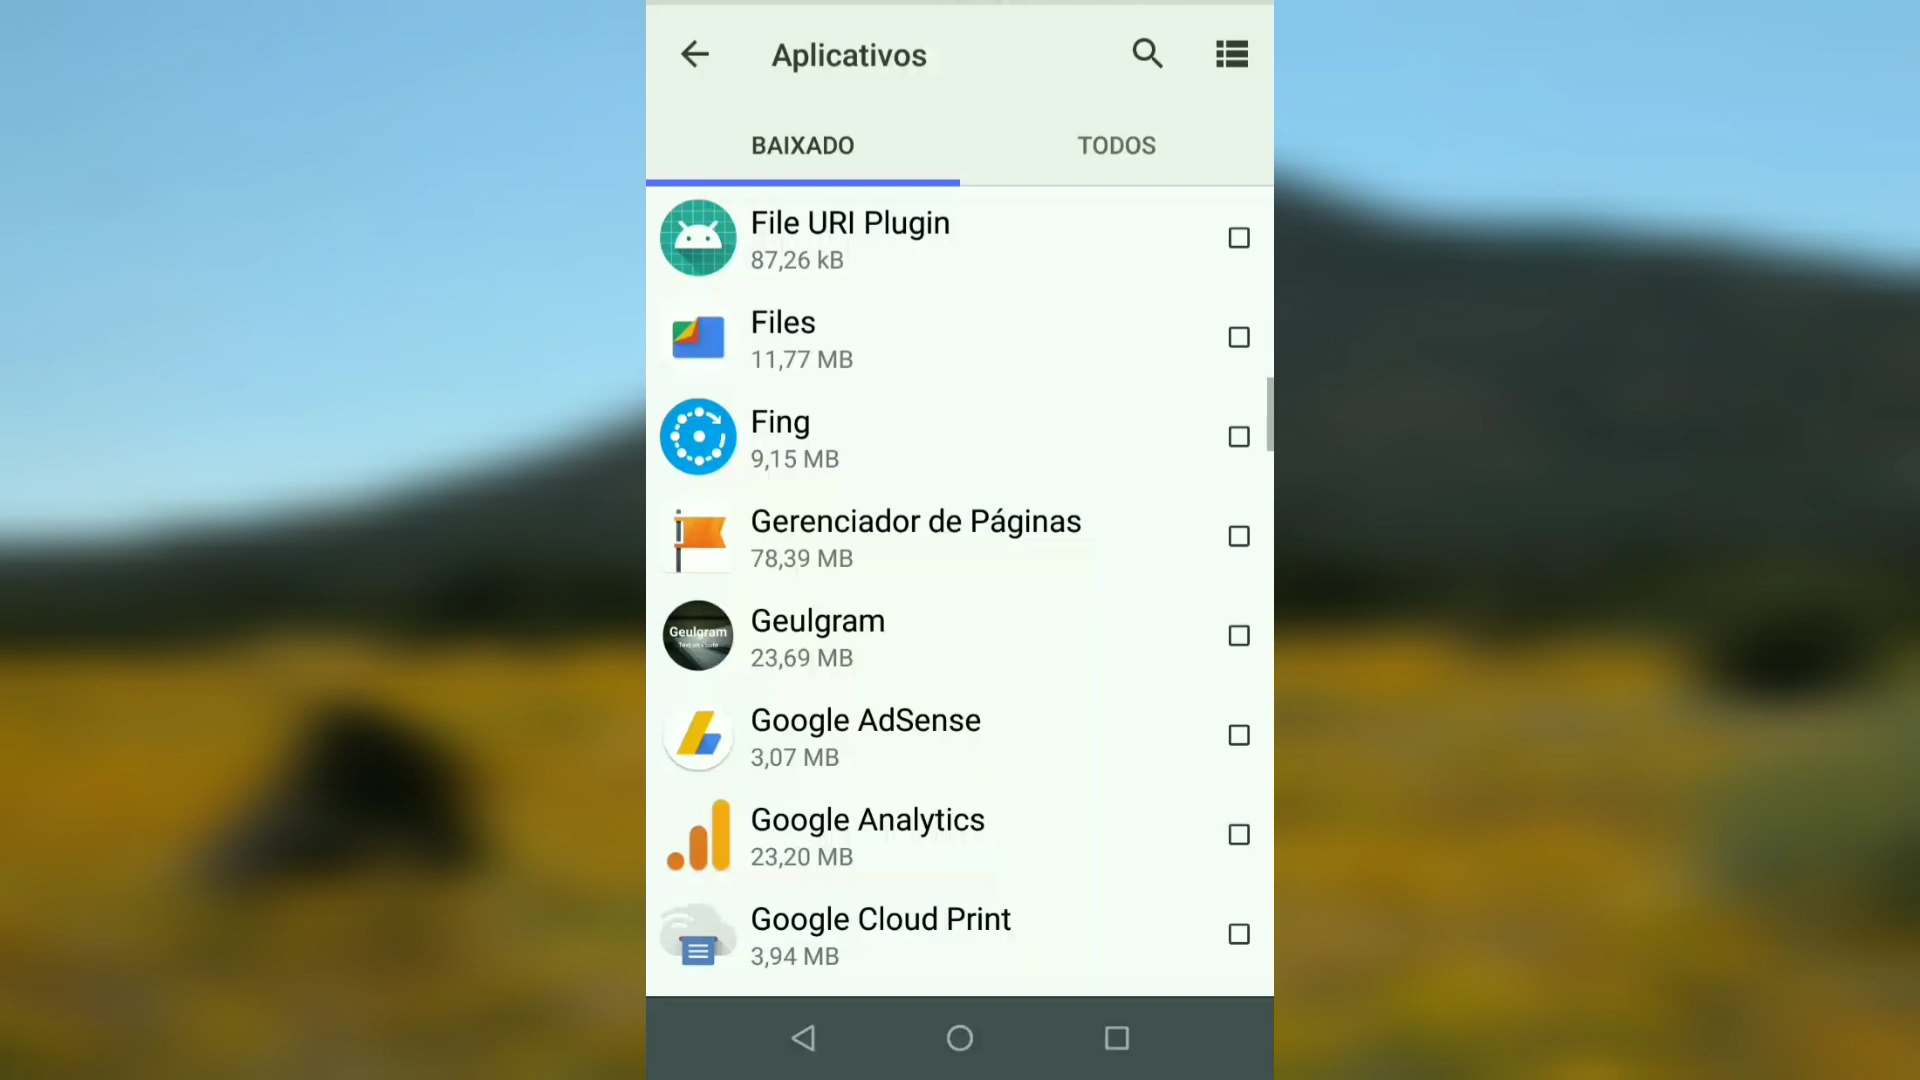 Aplicativos
BAIXADO
TODOS
File URI Plugin
87,26 kB
Files
11,77 MB
Fing
9,15 MB
Gerenciador de Páginas
78,39 MB
Geulgram
Geulgram
23,69 MB
Google AdSense
3,07 MB
Google Analytics
23,20 MB
Google Cloud Print
3,94 MB